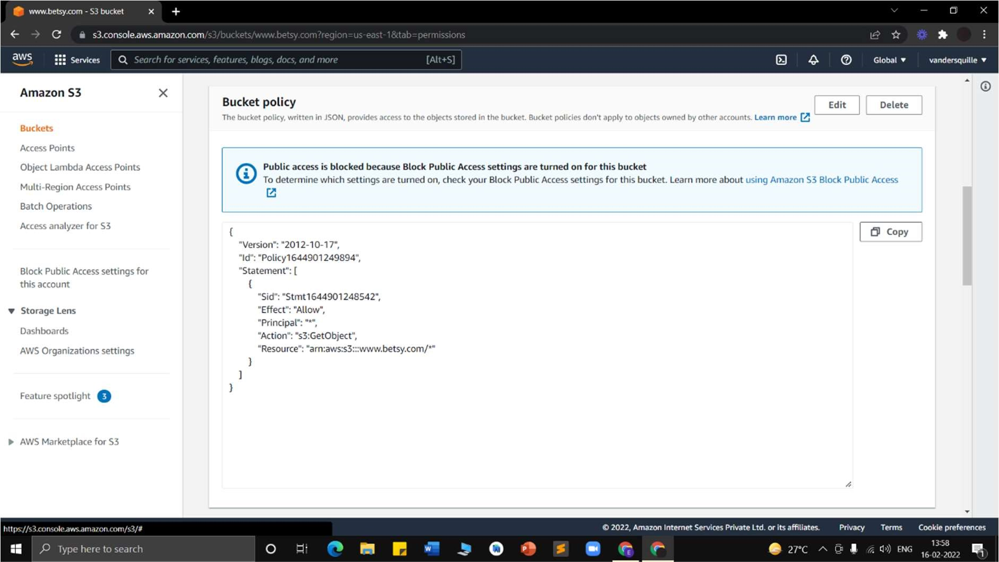 www.betsy.com - S3 bucket
s3.console.aws.amazon.com/s3/buckets/www.betsy.com?region=us-east-1&tab=permissions
aws
Services
Search for services, features, blogs, docs, and more
[Alt+S]
Global
vandersquille
Amazon S3
Buckets
Access Points
Object Lambda Access Points
Multi-Region Access Points
Batch Operations
Access analyzer for S3
Block Public Access settings for
this account
Storage Lens
Dashboards
AWS Organizations settings
Feature spotlight 3
AWS Marketplace for S3
Bucket policy
The bucket policy, written in JSON, provides access to the objects stored in the bucket. Bucket policies don't apply to objects owned by other accounts. Learn more
Edit
Delete
Public access is blocked because Block Public Access settings are turned on for this bucket
To determine which settings are turned on, check your Block Public Access settings for this bucket. Learn more about using Amazon S3 Block Public Access
Copy
{
"Version": "2012-10-17",
"Id": "Policy1644901249894",
"Statement": [
{
"Sid": "Stmt1644901248542",
"Effect": "Allow",
"Principal": "*",
"Action": "s3:GetObject",
"Resource": "arn:aws:s3:::www.betsy.com/*"
}
]
}
https://s3.console.aws.amazon.com/s3/#
© 2022, Amazon Internet Services Private Ltd. or its affiliates.
Privacy
Terms
Cookie preferences
Type here to search
27°C
ENG
13:58
16-02-2022
1